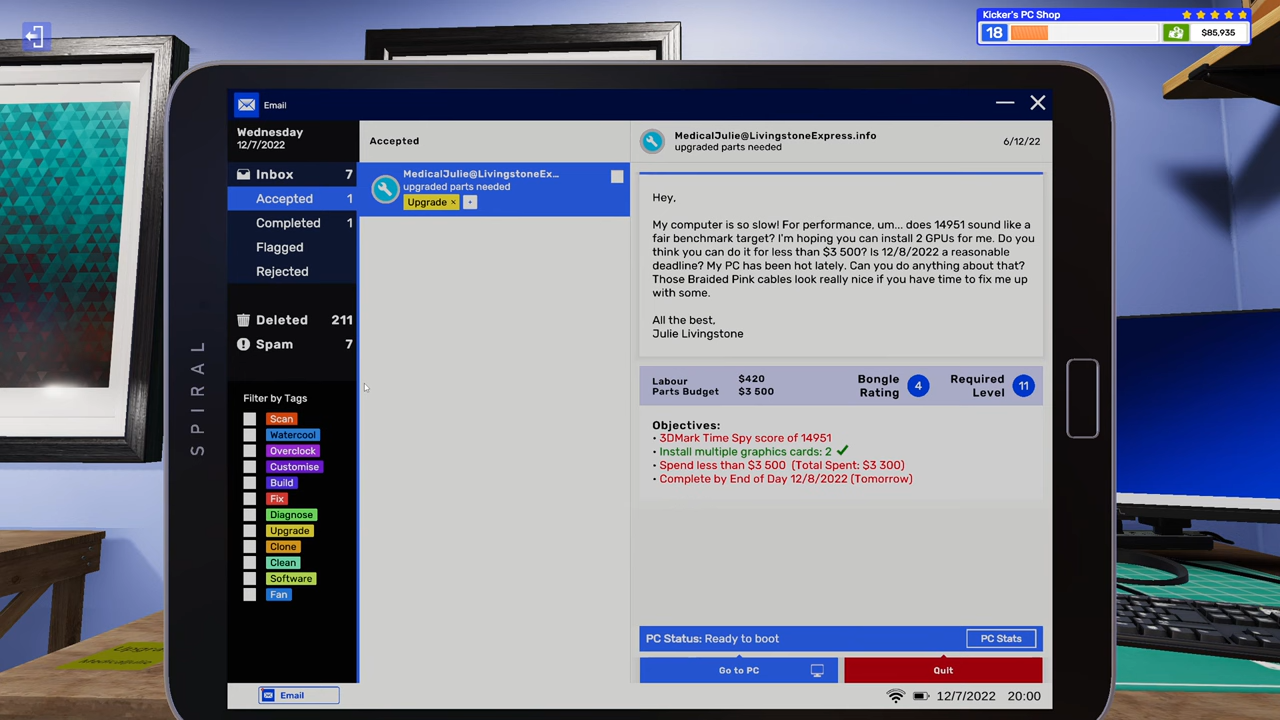 Kicker's PC Shop
18
$85,935
Email
Wednesday
12/7/2022
Inbox 7
Accepted 1
Completed 1
Flagged
Rejected
Deleted 211
Spam 7
Filter by Tags
Scan
Watercool
Overclock
Customise
Build
Fix
Diagnose
Upgrade
Clone
Clean
Software
Fan
Accepted
MedicalJulie@LivingstoneEx...
upgraded parts needed
Upgrade ×
MedicalJulie@LivingstoneExpress.info
upgraded parts needed
6/12/22
Hey,
My computer is so slow! For performance, um... does 14951 sound like a
fair benchmark target? I'm hoping you can install 2 GPUs for me. Do you
think you can do it for less than $3 500? Is 12/8/2022 a reasonable
deadline? My PC has been hot lately. Can you do anything about that?
Those Braided Pink cables look really nice if you have time to fix me up
with some.
All the best,
Julie Livingstone
Labour $420
Parts Budget $3 500
Bongle Rating 4
Required Level 11
Objectives:
• 3DMark Time Spy score of 14951
• Install multiple graphics cards: 2 ✓
• Spend less than $3 500 (Total Spent: $3 300)
• Complete by End of Day 12/8/2022 (Tomorrow)
PC Status: Ready to boot
PC Stats
Go to PC
Quit
Email
12/7/2022 20:00
SPIRAL